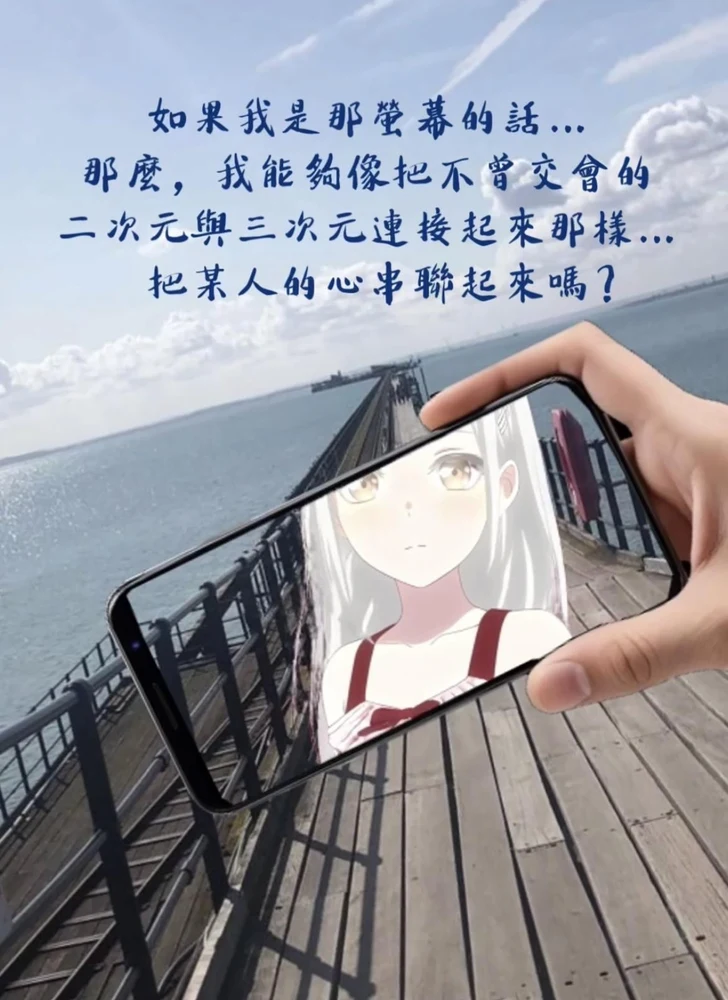 如果我是那螢幕的話...
那麼，我能夠像把不曾交會的
二次元與三次元連接起來那樣...
把某人的心串聯起來嗎？